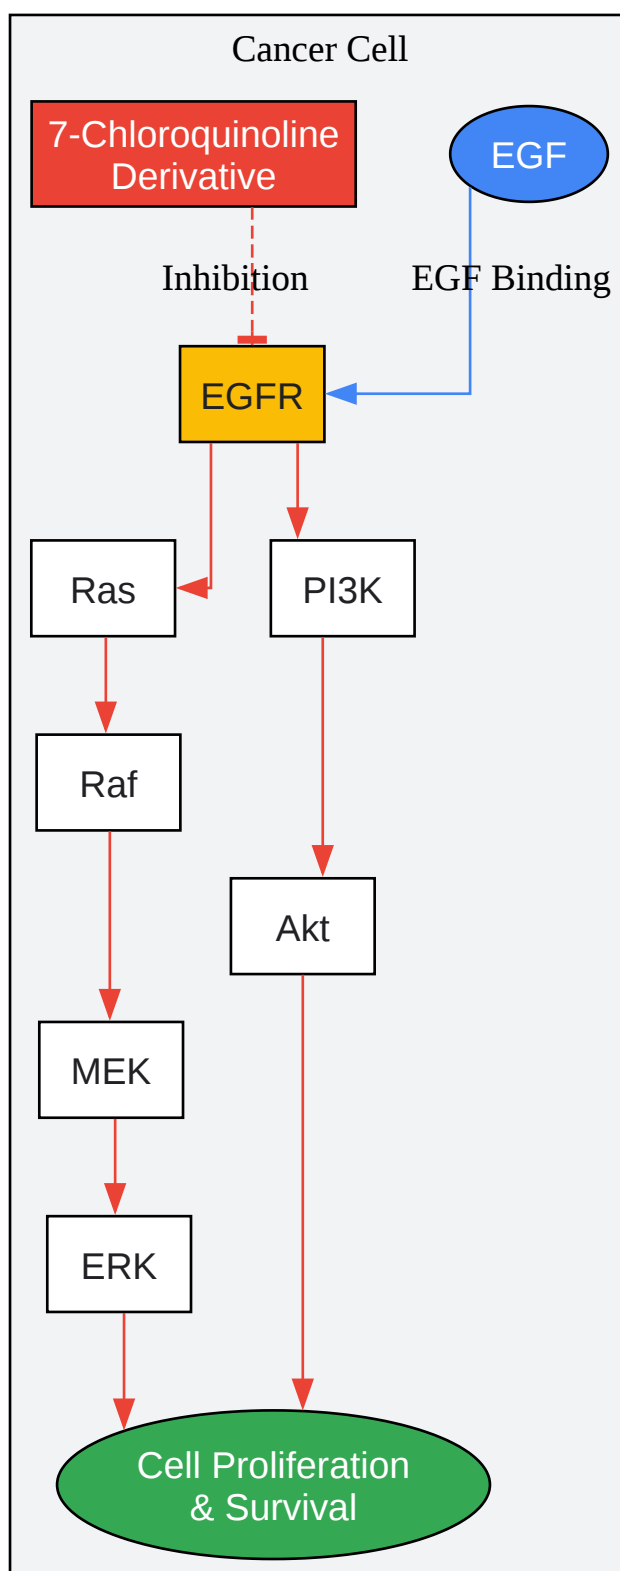 Cancer Cell
7-Chloroquinoline
Derivative
EGF
Inhibition
EGF Binding
EGFR
Ras
PI3K
Raf
Akt
MEK
ERK
Cell Proliferation
& Survival